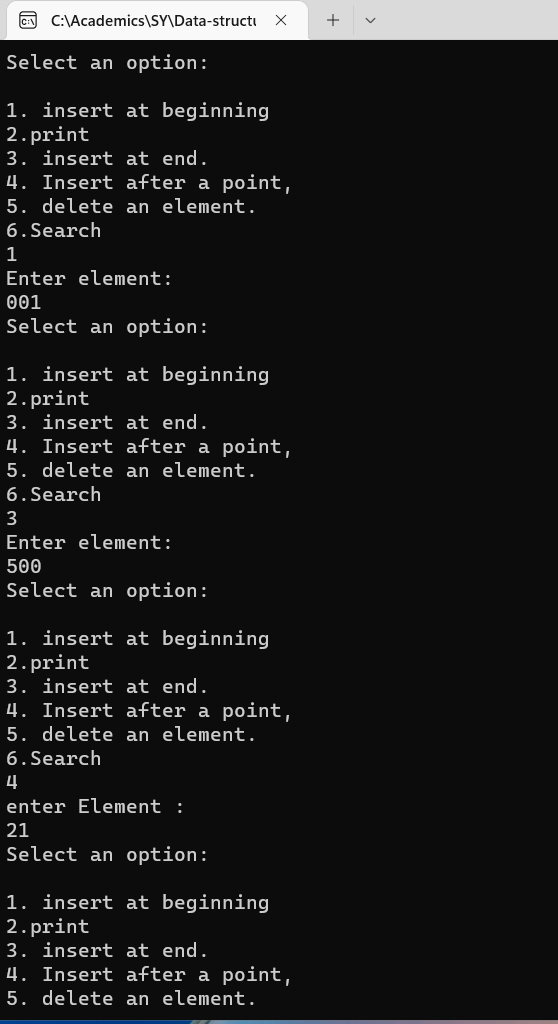 C:\Academics\SY\Data-structu
Select an option:
1. insert at beginning
2.print
3. insert at end.
4. Insert after a point,
5. delete an element.
6.Search
1
Enter element:
001
Select an option:
1. insert at beginning
2.print
3. insert at end.
4. Insert after a point,
5. delete an element.
6.Search
3
Enter element:
500
Select an option:
1. insert at beginning
2.print
3. insert at end.
4. Insert after a point,
5. delete an element.
6.Search
4
enter Element :
21
Select an option:
1. insert at beginning
2.print
3. insert at end.
4. Insert after a point,
5. delete an element.